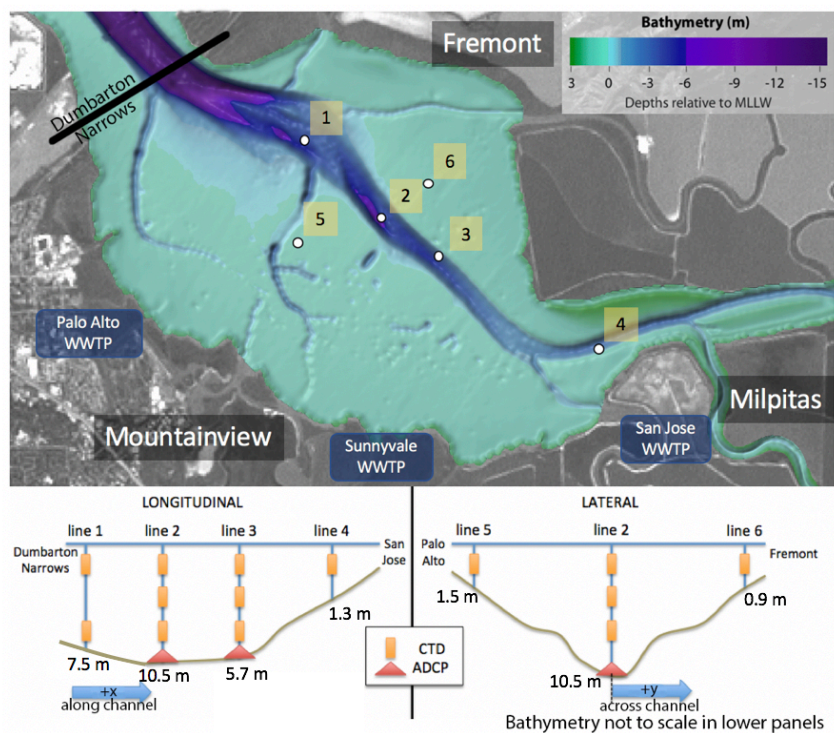 Bathymetry (m)
3 0 -3 -6 -9 -12 -15
Depths relative to MLLW
Fremont
Dumbarton
Narrows
1
6
2
5
3
4
Palo Alto
WWTP
Mountainview
Sunnyvale
WWTP
San Jose
WWTP
Milpitas
LONGITUDINAL
line 1 line 2 line 3 line 4
Dumbarton
Narrows
San
Jose
7.5 m
10.5 m
5.7 m
1.3 m
+x
along channel
CTD
ADCP
LATERAL
line 5 line 2 line 6
Palo
Alto
Fremont
1.5 m
0.9 m
10.5 m
+y
across channel
Bathymetry not to scale in lower panels